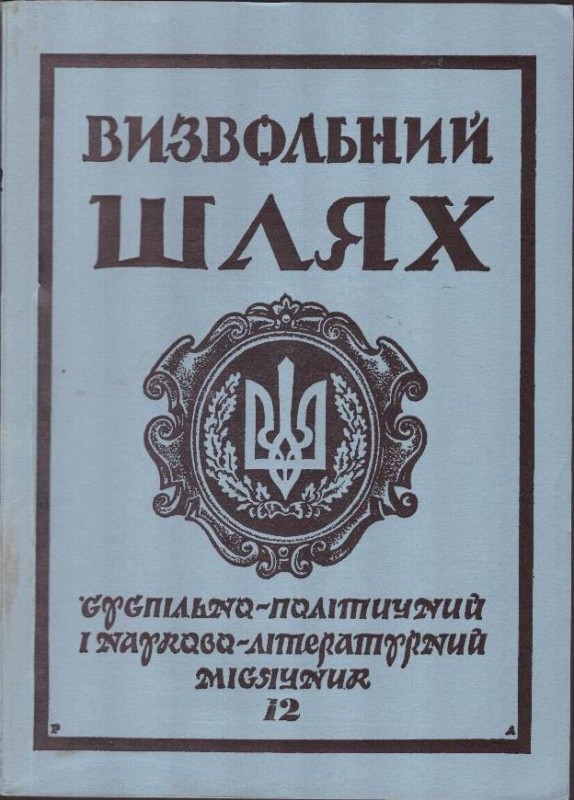 ВИЗВОЛЬНИЙ
ШЛЯХ
СУСПІЛЬНО-ПОЛІТИЧНИЙ
І НАУКОВО-ЛІТЕРАТУРНИЙ
МІСЯЧНИК
12
Р А